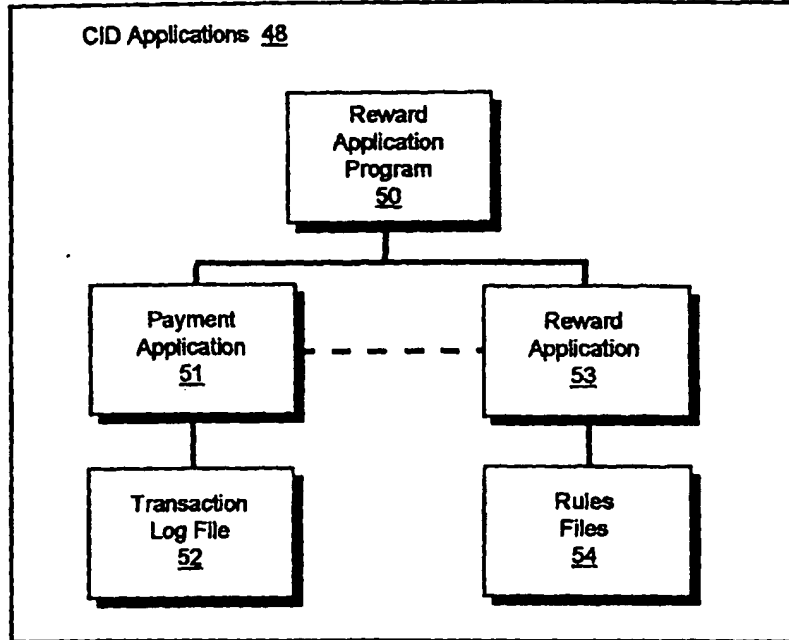 CID Applications 48
Reward
Application
Program
50
Payment
Application
51
Reward
Application
53
Transaction
Log File
52
Rules
Files
54